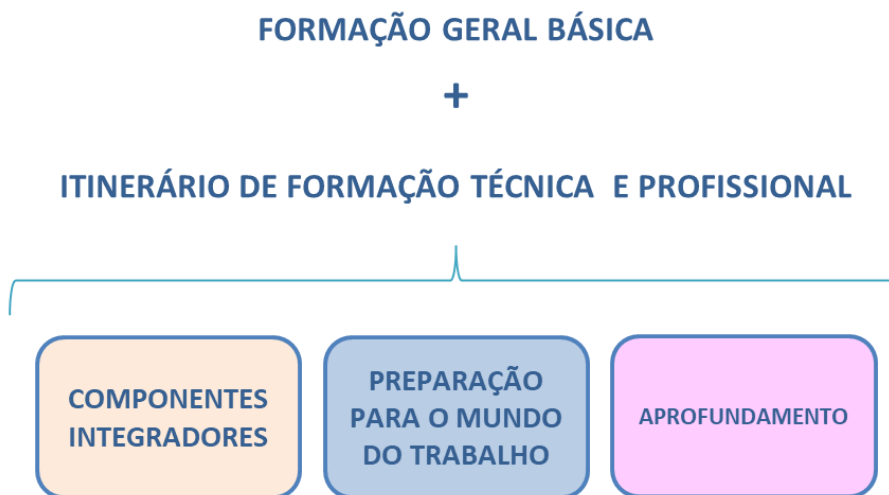 FORMAÇÃO GERAL BÁSICA
+
ITINERÁRIO DE FORMAÇÃO TÉCNICA E PROFISSIONAL
COMPONENTES
INTEGRADORES
PREPARAÇÃO
PARA O MUNDO
DO TRABALHO
APROFUNDAMENTO